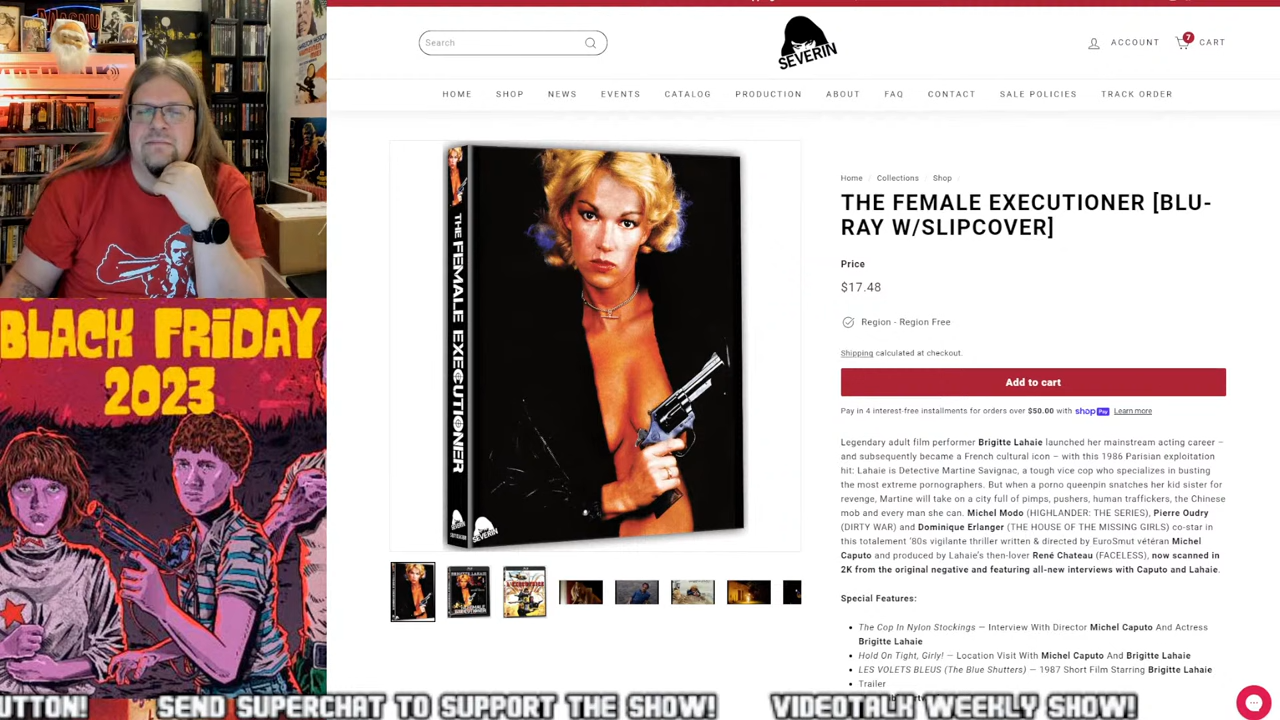 Search
SEVERIN
ACCOUNT
7
CART
HOME
SHOP
NEWS
EVENTS
CATALOG
PRODUCTION
ABOUT
FAQ
CONTACT
SALE POLICIES
TRACK ORDER
THE FEMALE EXECUTIONER
SEVERIN
SEVERIN
Home / Collections / Shop /
THE FEMALE EXECUTIONER [BLU-
RAY W/SLIPCOVER]
Price
$17.48
Region - Region Free
Shipping calculated at checkout.
Add to cart
Pay in 4 interest-free installments for orders over $50.00 with shop Pay Learn more
Legendary adult film performer Brigitte Lahaie launched her mainstream acting career –
and subsequently became a French cultural icon – with this 1986 Parisian exploitation
hit: Lahaie is Detective Martine Savignac, a tough vice cop who specializes in busting
the most extreme pornographers. But when a porno queenpin snatches her kid sister for
revenge, Martine will take on a city full of pimps, pushers, human traffickers, the Chinese
mob and every man she can. Michel Modo (HIGHLANDER: THE SERIES), Pierre Oudry
(DIRTY WAR) and Dominique Erlanger (THE HOUSE OF THE MISSING GIRLS) co-star in
this totalement '80s vigilante thriller written & directed by EuroSmut vétéran Michel
Caputo and produced by Lahaie's then-lover René Chateau (FACELESS), now scanned in
2K from the original negative and featuring all-new interviews with Caputo and Lahaie.
Special Features:
The Cop In Nylon Stockings — Interview With Director Michel Caputo And Actress
Brigitte Lahaie
Hold On Tight, Girly! — Location Visit With Michel Caputo And Brigitte Lahaie
LES VOLETS BLEUS (The Blue Shutters) — 1987 Short Film Starring Brigitte Lahaie
Trailer
BLACK FRIDAY
2023
UTTON!
SEND SUPERCHAT TO SUPPORT THE SHOW!
VIDEOTALK WEEKLY SHOW!